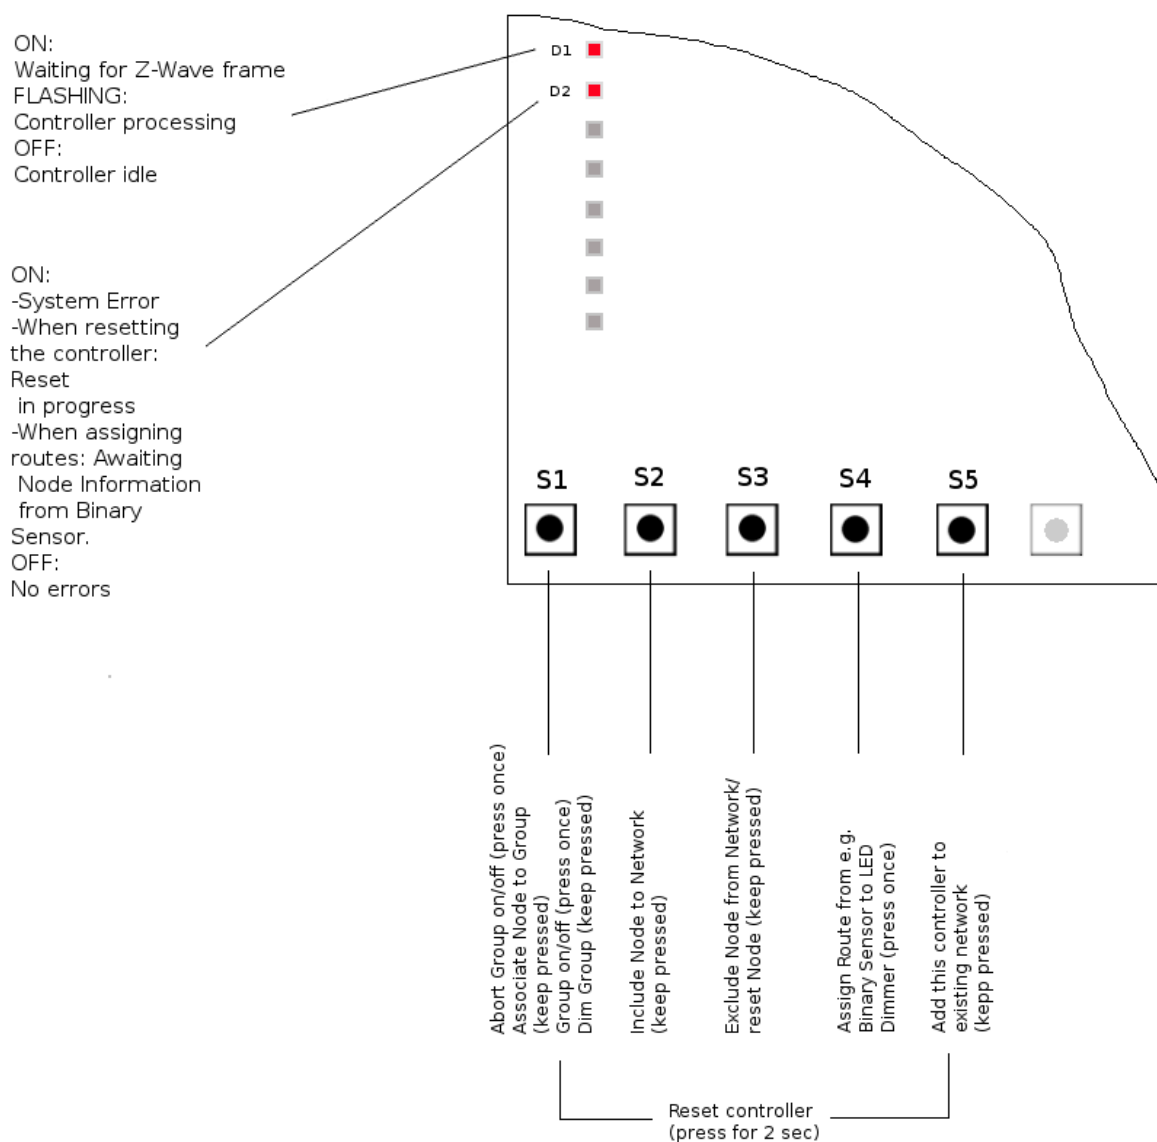 ON:
Waiting for Z-Wave frame
FLASHING:
Controller processing
OFF:
Controller idle
D1
D2
ON:
-System Error
-When resetting
the controller:
Reset
in progress
-When assigning
routes: Awaiting
Node Information
from Binary
Sensor.
OFF:
No errors
S1
S2
S3
S4
S5
Abort Group on/off (press once)
Associate Node to Group
(keep pressed)
Group on/off (press once)
Dim Group (keep pressed)
Include Node to Network
(keep pressed)
Exclude Node from Network/
reset Node (keep pressed)
Assign Route from e.g.
Binary Sensor to LED
Dimmer (press once)
Add this controller to
existing network
(kepp pressed)
Reset controller
(press for 2 sec)